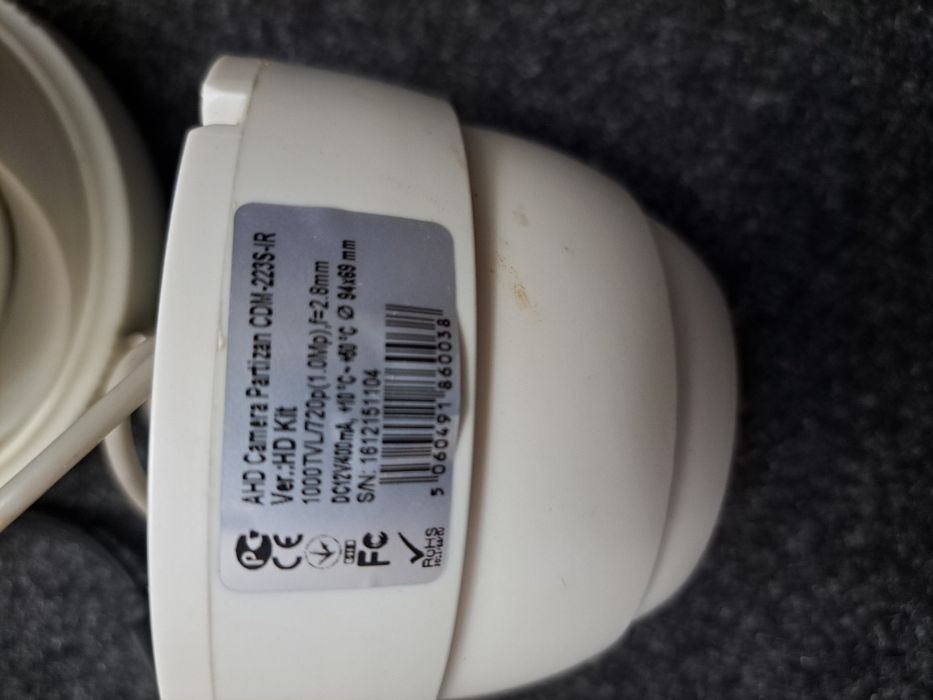 AHD Camera Partizan CDM-223S-IR
Ver.:HD Kit
1000TVL/720p(1.0Mp),f=2.8mm
DC12V/400mA, +10°C~+50°C Ø 94x69 mm
S/N: 1612151104
5 060491 860038
CE
FC
RoHS